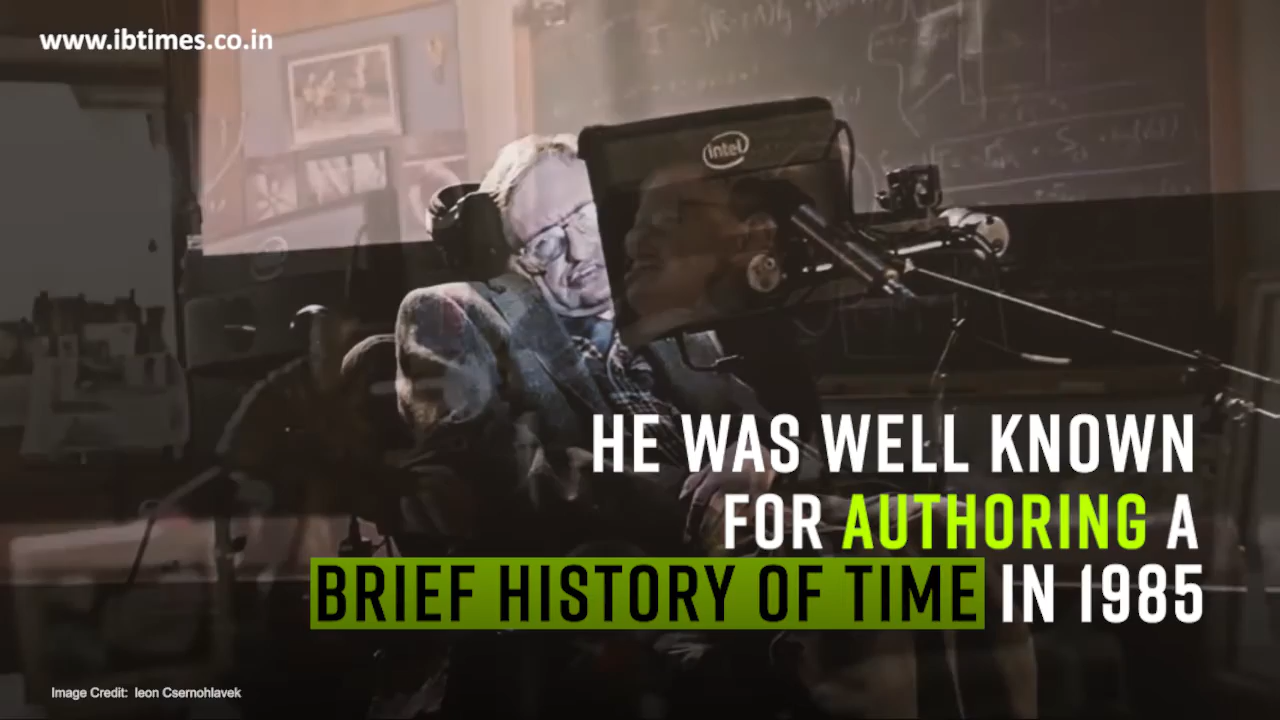 www.ibtimes.co.in
intel
HE WAS WELL KNOWN
FOR AUTHORING A
BRIEF HISTORY OF TIME IN 1985
Image Credit: leon Csernohlavek